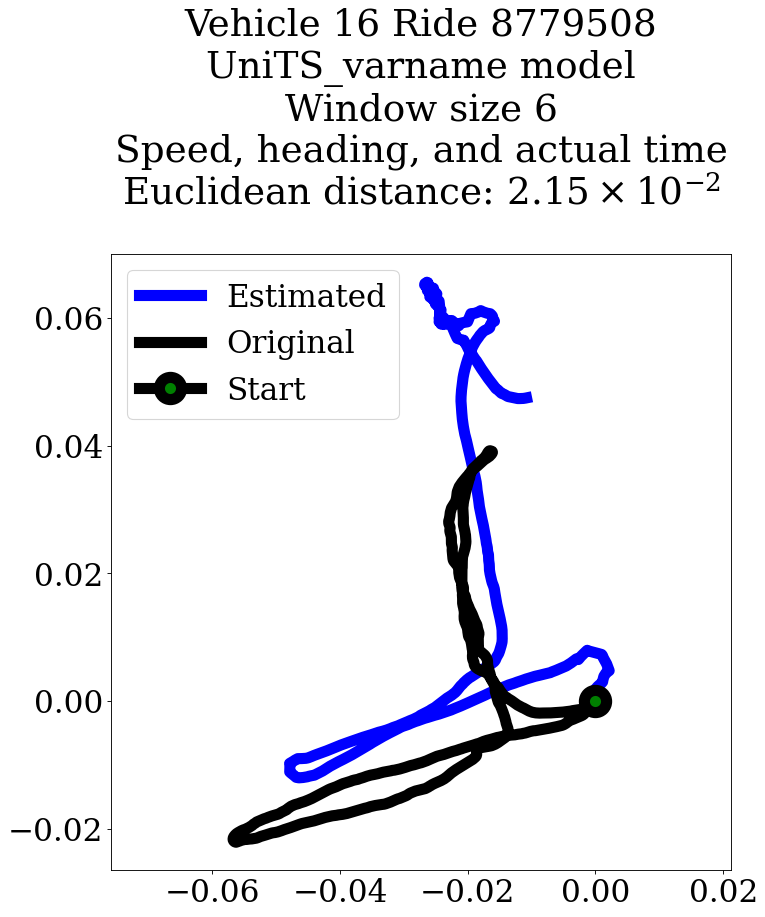 Vehicle 16 Ride 8779508
UniTS_varname model
Window size 6
Speed, heading, and actual time
Euclidean distance: 2.15 × 10⁻²
Estimated
Original
Start
0.06
0.04
0.02
0.00
−0.02
−0.06 −0.04 −0.02 0.00 0.02